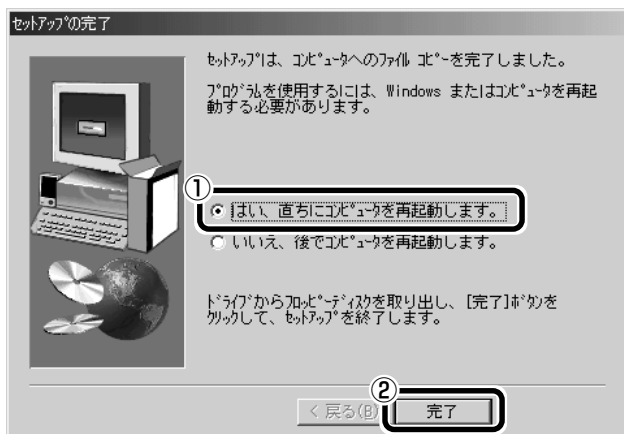 セットアップの完了
セットアップは、コンピュータへのファイル コピーを完了しました。
プログラムを使用するには、Windows またはコンピュータを再起
動する必要があります。
①
はい、直ちにコンピュータを再起動します。
いいえ、後でコンピュータを再起動します。
ドライブからフロッピーディスクを取り出し、[完了]ボタンを
クリックして、セットアップを終了します。
②
< 戻る(B) 完了